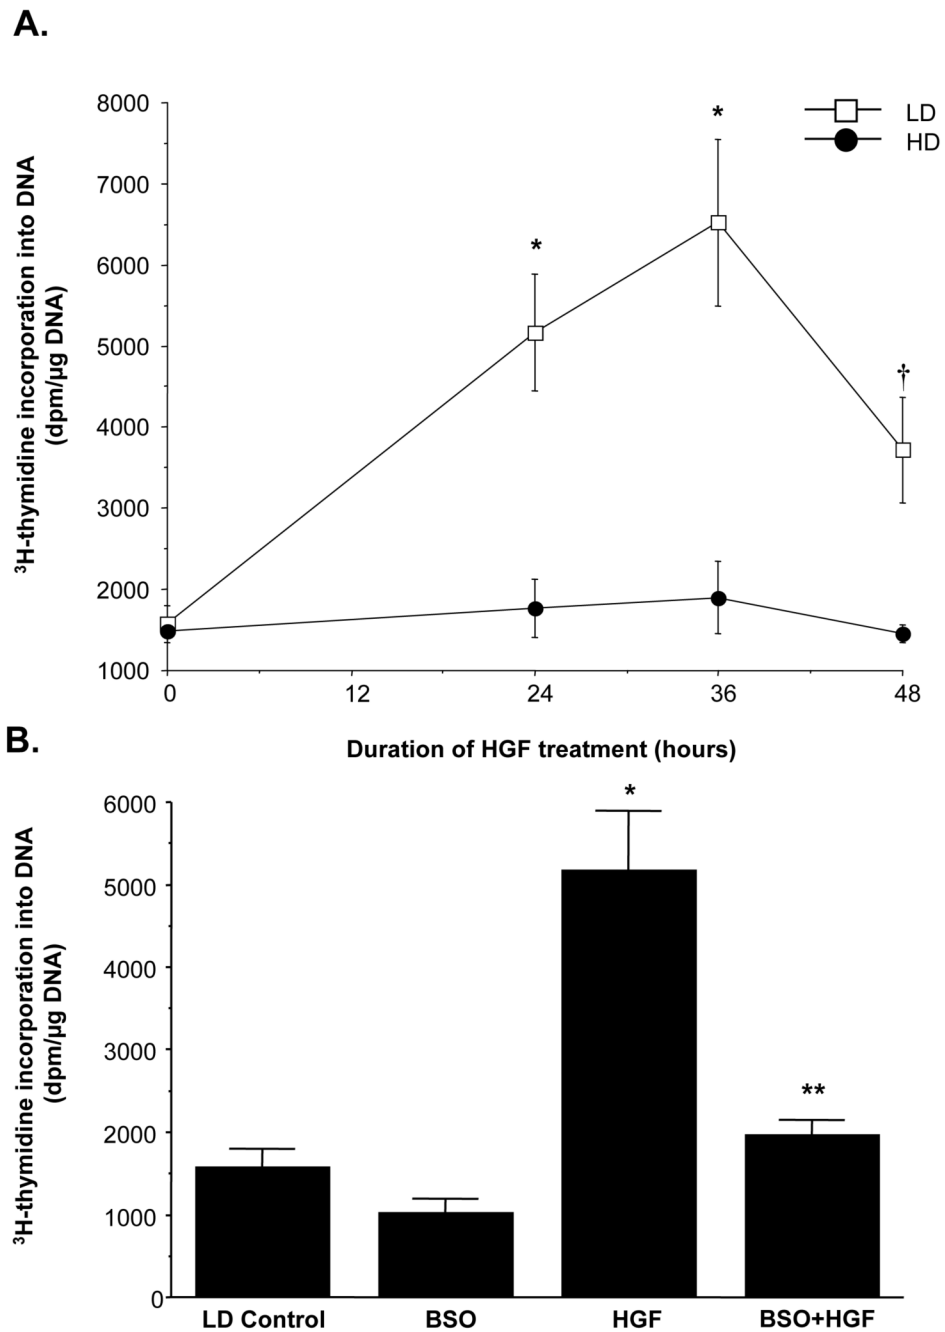 A.
8000
7000
6000
5000
4000
3000
2000
1000
³H-thymidine incorporation into DNA
(dpm/µg DNA)
*
*
†
LD
HD
0 12 24 36 48
Duration of HGF treatment (hours)
B.
6000
5000
4000
3000
2000
1000
0
³H-thymidine incorporation into DNA
(dpm/µg DNA)
*
**
LD Control BSO HGF BSO+HGF